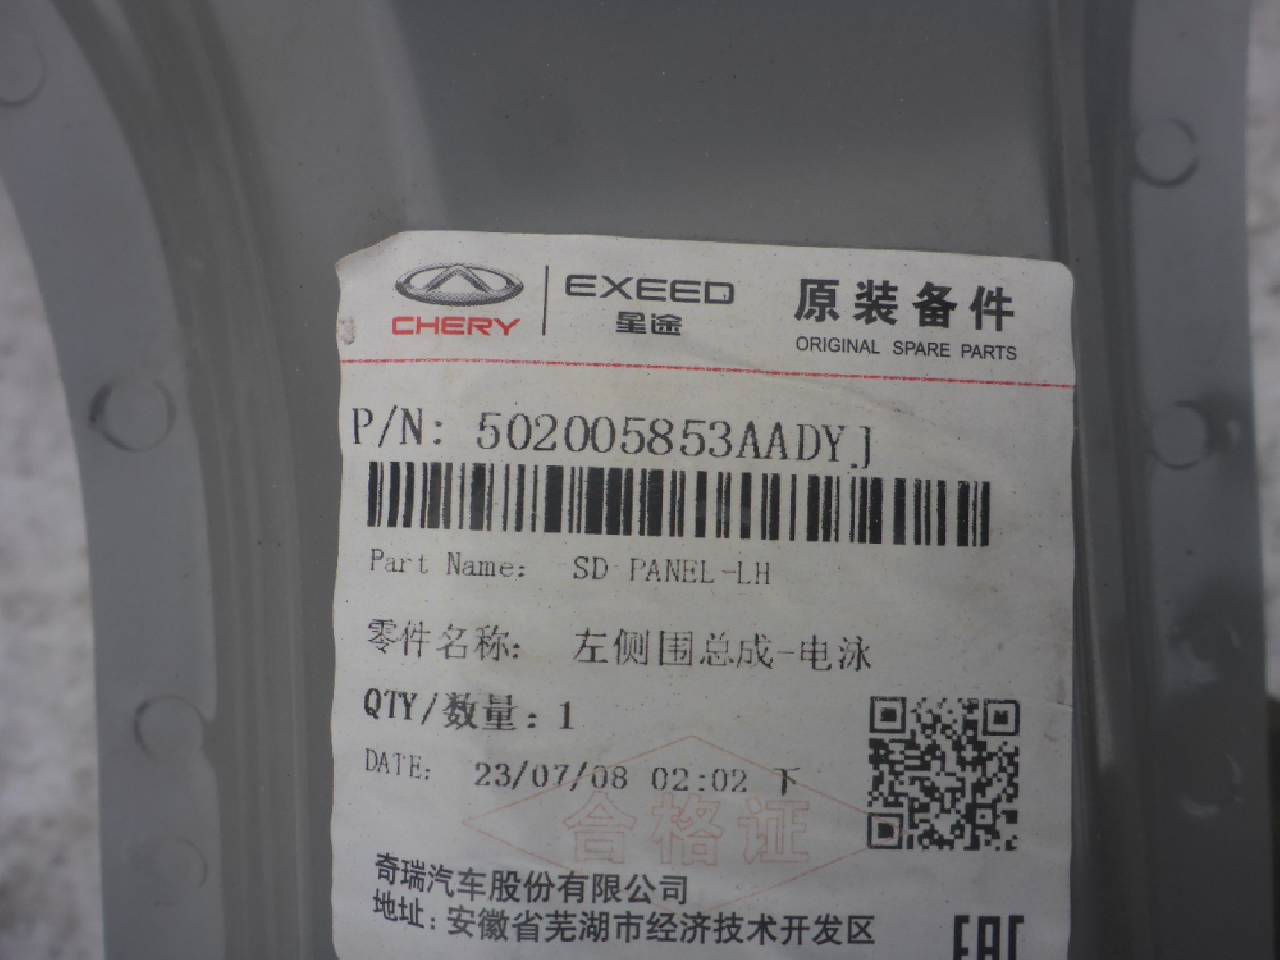 CHERY
EXEED
星途
原装备件
ORIGINAL SPARE PARTS
P/N: 502005853AADYJ
Part Name: SD PANEL-LH
零件名称: 左侧围总成-电泳
QTY/数量: 1
DATE: 23/07/08 02:02 下
合格证
奇瑞汽车股份有限公司
地址: 安徽省芜湖市经济技术开发区
EAC